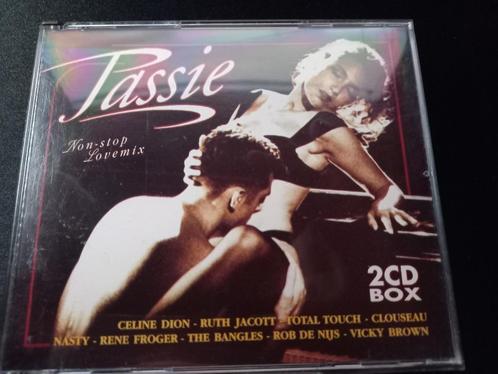 Passie
Non-stop
Lovemix
2CD
BOX
CELINE DION - RUTH JACOTT - TOTAL TOUCH - CLOUSEAU
NASTY - RENE FROGER - THE BANGLES - ROB DE NIJS - VICKY BROWN